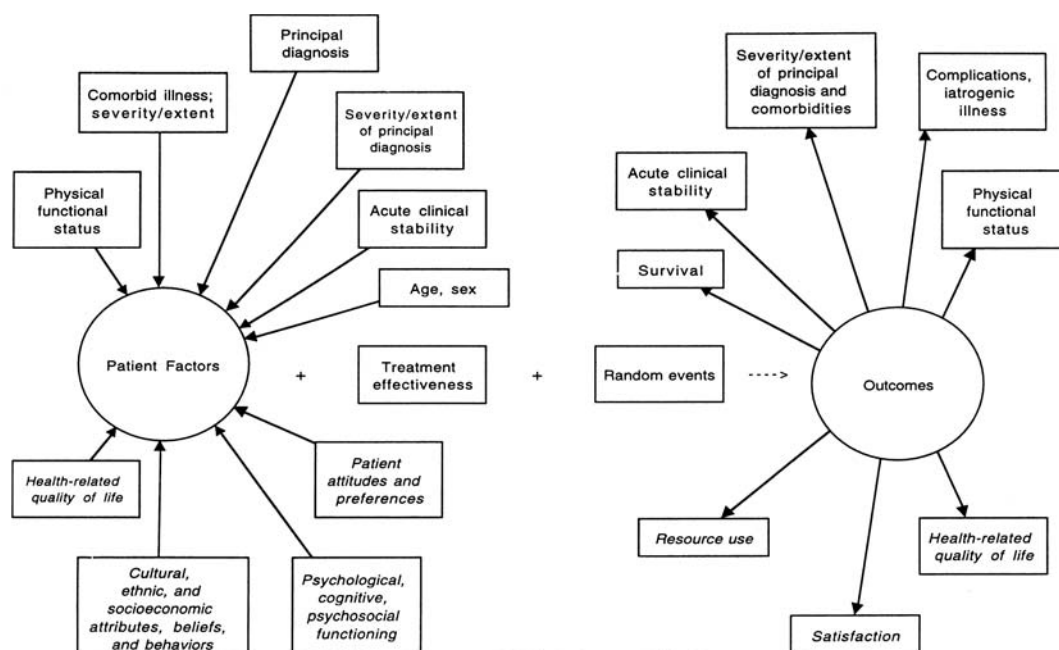 Principal
diagnosis
Comorbid illness;
severity/extent
Severity/extent
of principal
diagnosis
Physical
functional
status
Acute clinical
stability
Age, sex
Patient Factors
+
Treatment
effectiveness
+
Random events
Health-related
quality of life
Patient
attitudes and
preferences
Cultural,
ethnic, and
socioeconomic
attributes, beliefs,
and behaviors
Psychological,
cognitive,
psychosocial
functioning
Severity/extent
of principal
diagnosis and
comorbidities
Complications,
iatrogenic
illness
Acute clinical
stability
Physical
functional
status
Survival
Outcomes
Resource use
Health-related
quality of life
Satisfaction